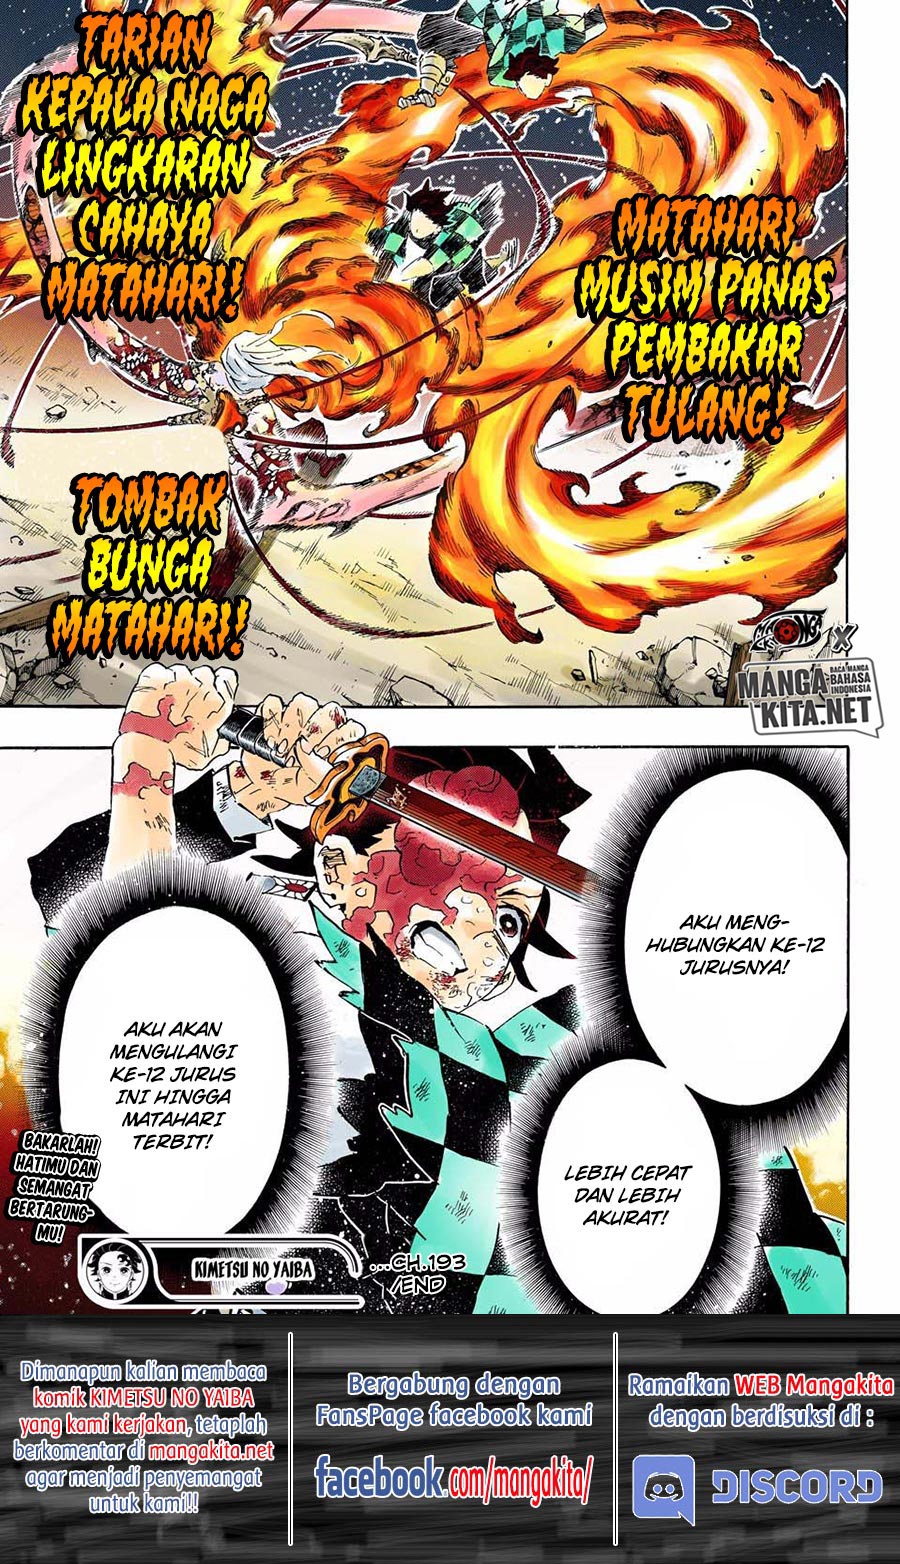 TARIAN
KEPALA NAGA
LINGKARAN
CAHAYA
MATAHARI!
MATAHARI
MUSIM PANAS
PEMBAKAR
TULANG!
TOMBAK
BUNGA
MATAHARI!
X
MANGA
KITA.NET
BACA MANGA
BAHASA
INDONESIA
AKU MENG-
HUBUNGKAN KE-12
JURUSNYA!
LEBIH CEPAT
DAN LEBIH
AKURAT!
AKU AKAN
MENGULANGI
KE-12 JURUS
INI HINGGA
MATAHARI
TERBIT!
BAKARLAH!
HATIMU DAN
SEMANGAT
BERTARUNG-
MU!
KIMETSU NO YAIBA
...CH.193
/END
Dimanapun kalian membaca
komik KIMETSU NO YAIBA
yang kami kerjakan, tetaplah
berkomentar di mangakita.net
agar menjadi penyemangat
untuk kami!!
Bergabung dengan
FansPage facebook kami
facebook.com/mangakita/
Ramaikan WEB Mangakita
dengan berdisuksi di :
DISCORD